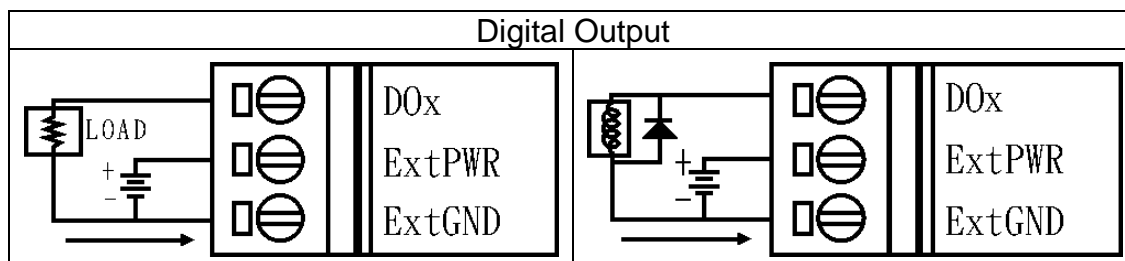 Digital Output
DOx
LOAD
+
ExtPWR
-
ExtGND
DOx
+
ExtPWR
-
ExtGND